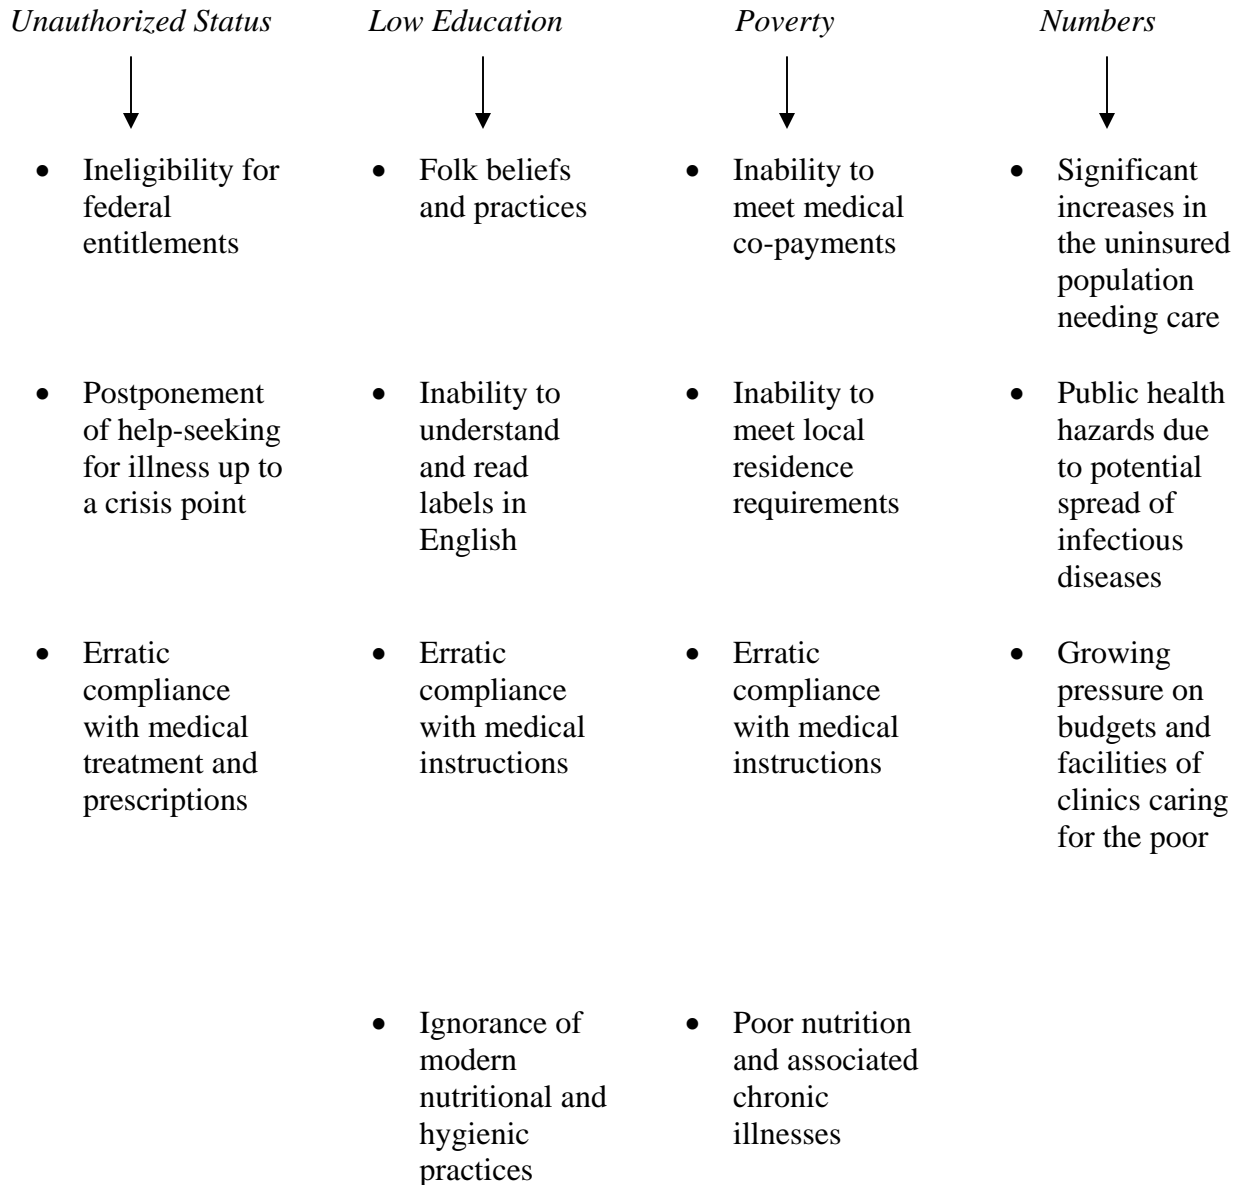 Unauthorized Status
Low Education
Poverty
Numbers
• Ineligibility for
federal
entitlements
• Folk beliefs
and practices
• Inability to
meet medical
co-payments
• Significant
increases in
the uninsured
population
needing care
• Postponement
of help-seeking
for illness up to
a crisis point
• Inability to
understand
and read
labels in
English
• Inability to
meet local
residence
requirements
• Public health
hazards due
to potential
spread of
infectious
diseases
• Erratic
compliance
with medical
treatment and
prescriptions
• Erratic
compliance
with medical
instructions
• Erratic
compliance
with medical
instructions
• Growing
pressure on
budgets and
facilities of
clinics caring
for the poor
• Ignorance of
modern
nutritional and
hygienic
practices
• Poor nutrition
and associated
chronic
illnesses